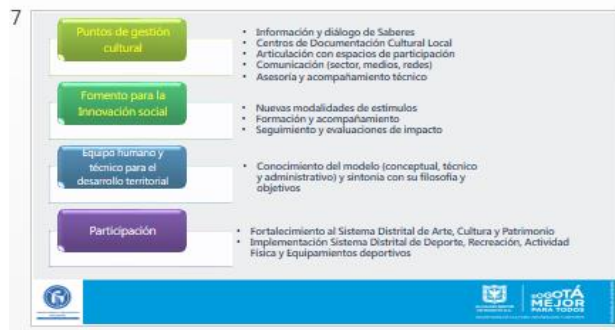 7
Puntos de gestión
cultural
• Información y diálogo de Saberes
• Centros de Documentación Cultural Local
• Articulación con espacios de participación
• Comunicación (sector, medios, redes)
• Asesoría y acompañamiento técnico
Fomento para la
Innovación social
• Nuevas modalidades de estímulos
• Formación y acompañamiento
• Seguimiento y evaluaciones de impacto
Equipo humano y
técnico para el
desarrollo territorial
• Conocimiento del modelo (conceptual, técnico
y administrativo) y sintonía con su filosofía y
objetivos
Participación
• Fortalecimiento al Sistema Distrital de Arte, Cultura y Patrimonio
• Implementación Sistema Distrital de Deporte, Recreación, Actividad
Física y Equipamientos deportivos
BOGOTÁ
MEJOR
PARA TODOS